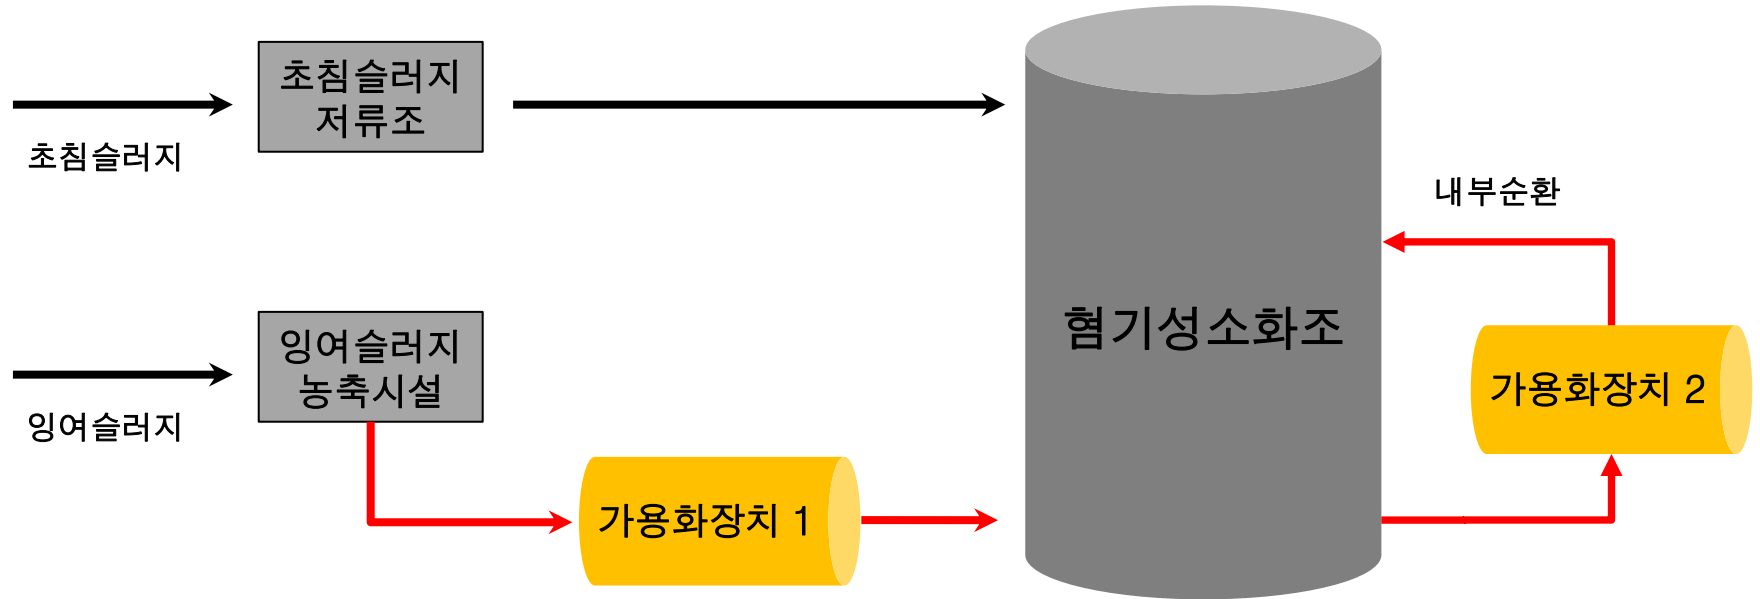 초침슬러지
저류조
초침슬러지
내부순환
혐기성소화조
잉여슬러지
농축시설
잉여슬러지
가용화장치 2
가용화장치 1